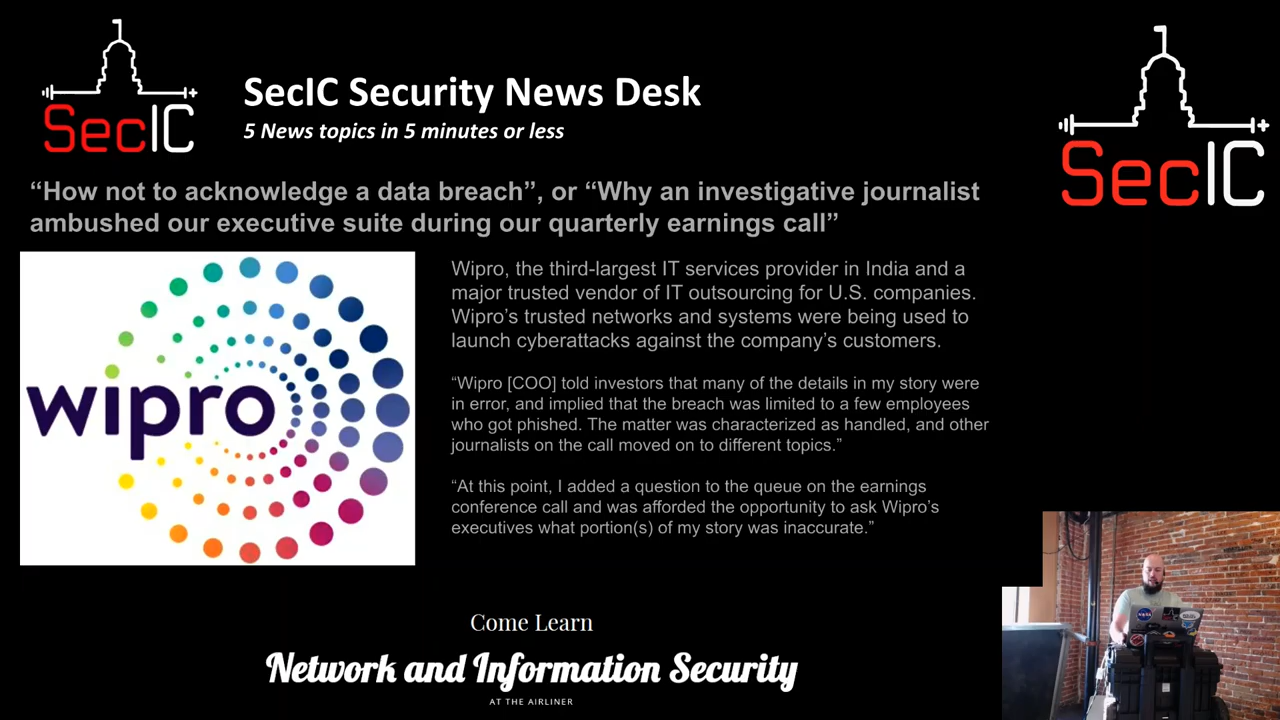 SecIC
SecIC Security News Desk
5 News topics in 5 minutes or less
SecIC
“How not to acknowledge a data breach”, or “Why an investigative journalist
ambushed our executive suite during our quarterly earnings call”
wipro
Wipro, the third-largest IT services provider in India and a
major trusted vendor of IT outsourcing for U.S. companies.
Wipro’s trusted networks and systems were being used to
launch cyberattacks against the company’s customers.
“Wipro [COO] told investors that many of the details in my story were
in error, and implied that the breach was limited to a few employees
who got phished. The matter was characterized as handled, and other
journalists on the call moved on to different topics.”
“At this point, I added a question to the queue on the earnings
conference call and was afforded the opportunity to ask Wipro’s
executives what portion(s) of my story was inaccurate.”
Come Learn
Network and Information Security
AT THE AIRLINER